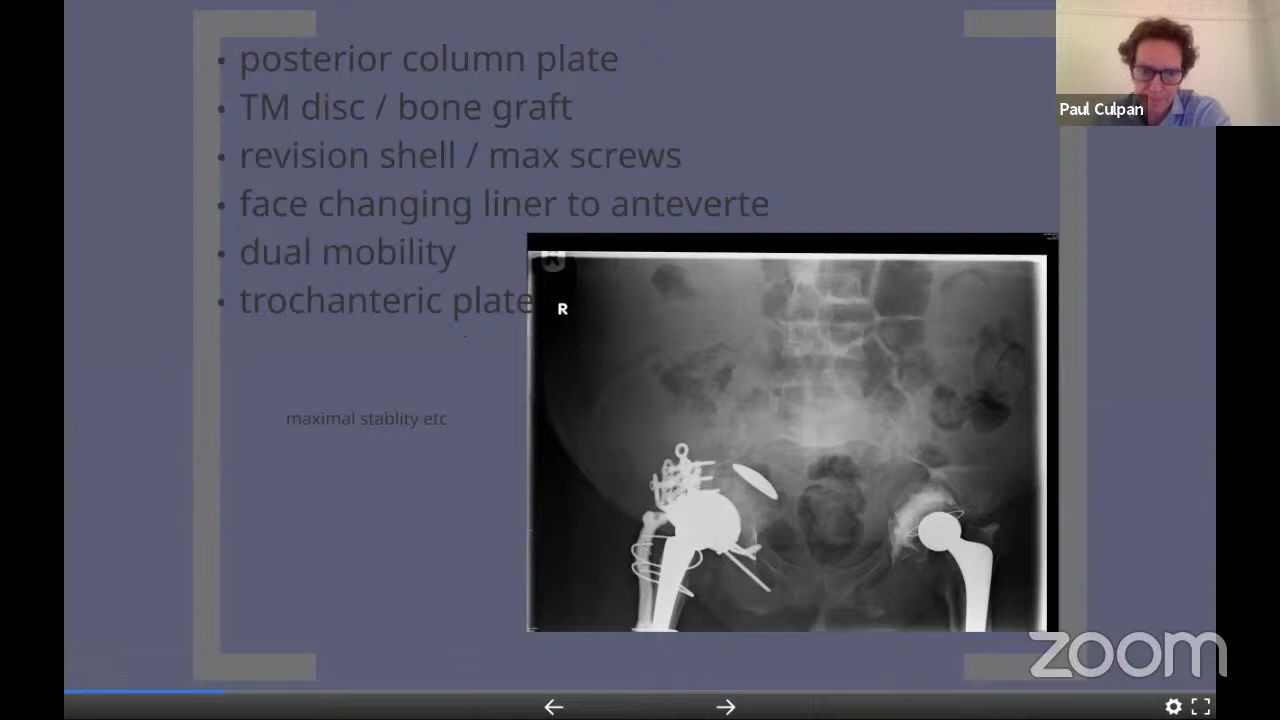 • posterior column plate
• TM disc / bone graft
• revision shell / max screws
• face changing liner to anteverte
• dual mobility
• trochanteric plate
maximal stablity etc
R
Paul Culpan
zoom